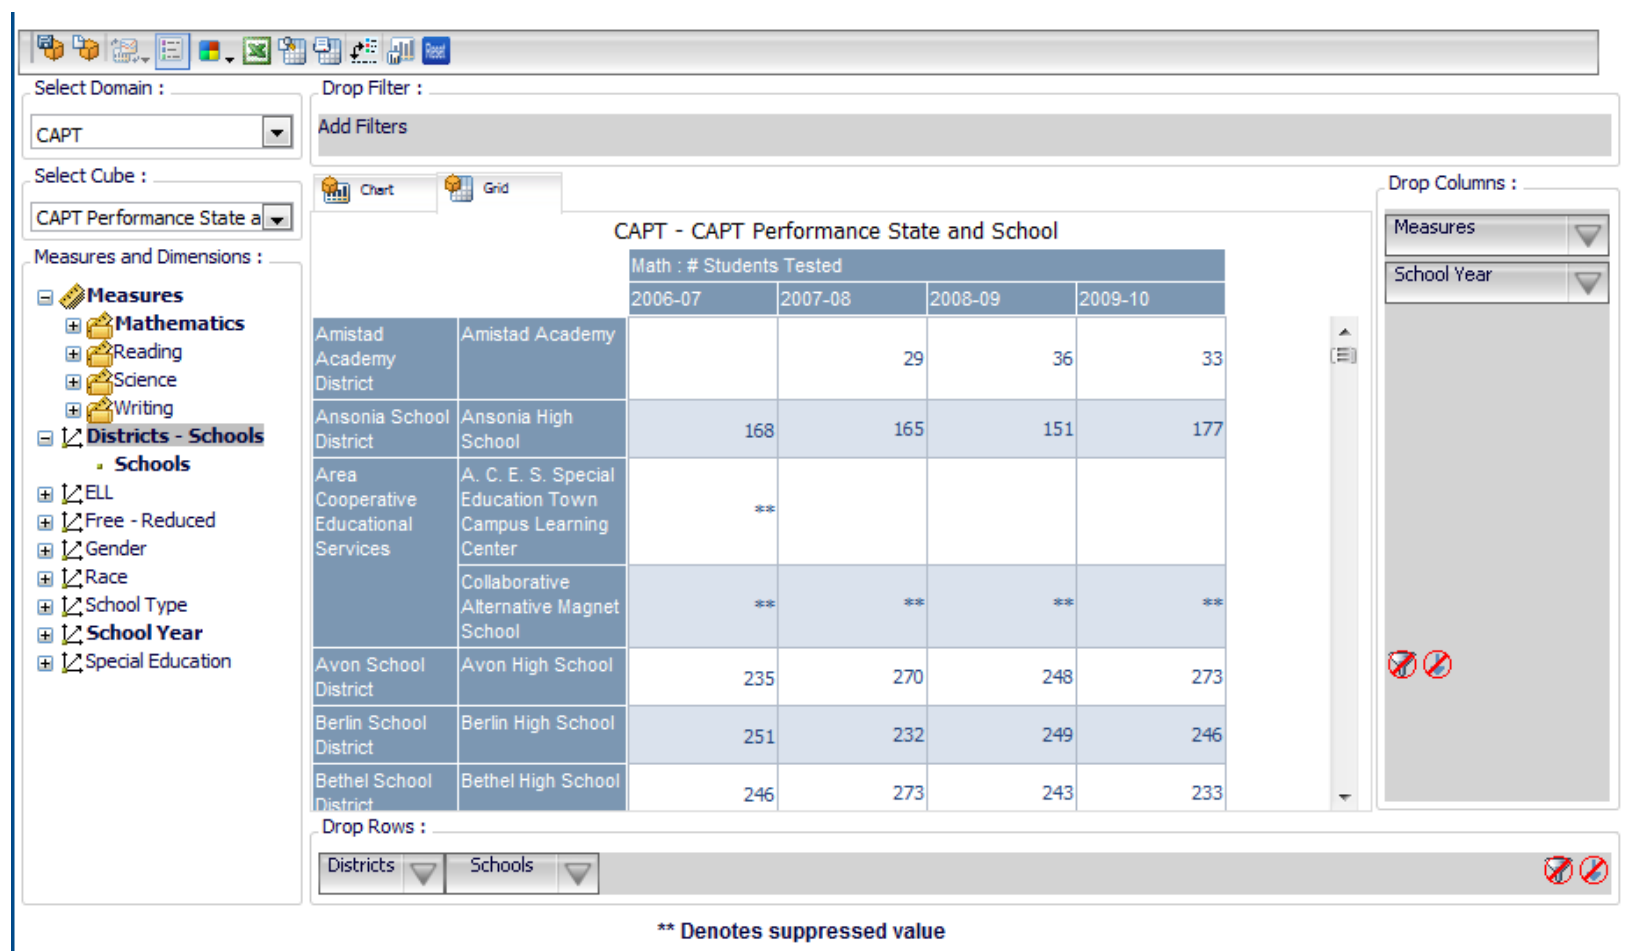 Reset
Select Domain :
Drop Filter :
CAPT
Add Filters
Select Cube :
CAPT Performance State a
Chart
Grid
Drop Columns :
Measures
School Year
Measures and Dimensions :
Measures
Mathematics
Reading
Science
Writing
Districts - Schools
Schools
ELL
Free - Reduced
Gender
Race
School Type
School Year
Special Education
CAPT - CAPT Performance State and School
Math : # Students Tested
2006-07 2007-08 2008-09 2009-10
Amistad Academy
Amistad
Academy
District
29 36 33
Ansonia School
District
Ansonia High
School
168 165 151 177
Area
Cooperative
Educational
Services
A. C. E. S. Special
Education Town
Campus Learning
Center
**
Collaborative
Alternative Magnet
School
** ** ** **
Avon School
District
Avon High School
235 270 248 273
Berlin School
District
Berlin High School
251 232 249 246
Bethel School
District
Bethel High School
246 273 243 233
Drop Rows :
Districts
Schools
** Denotes suppressed value